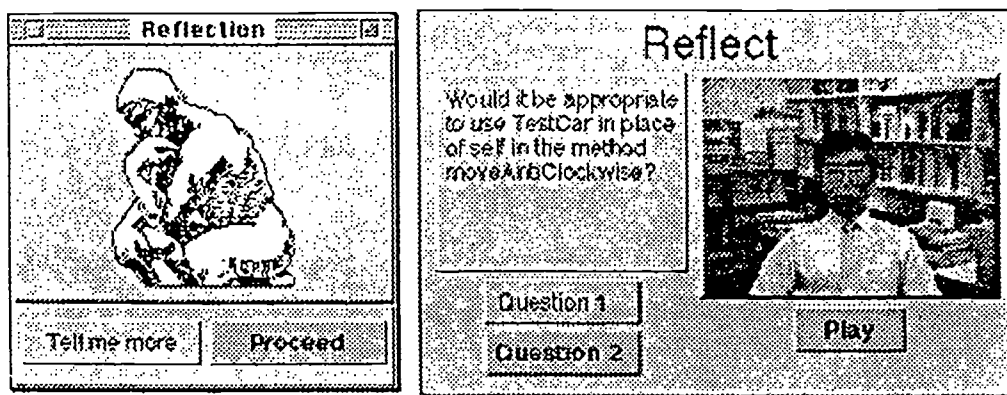 Reflection
Tell me more
Proceed
Reflect
Would it be appropriate
to use TestCar in place
of self in the method
moveAntiClockwise?
Question 1
Question 2
Play